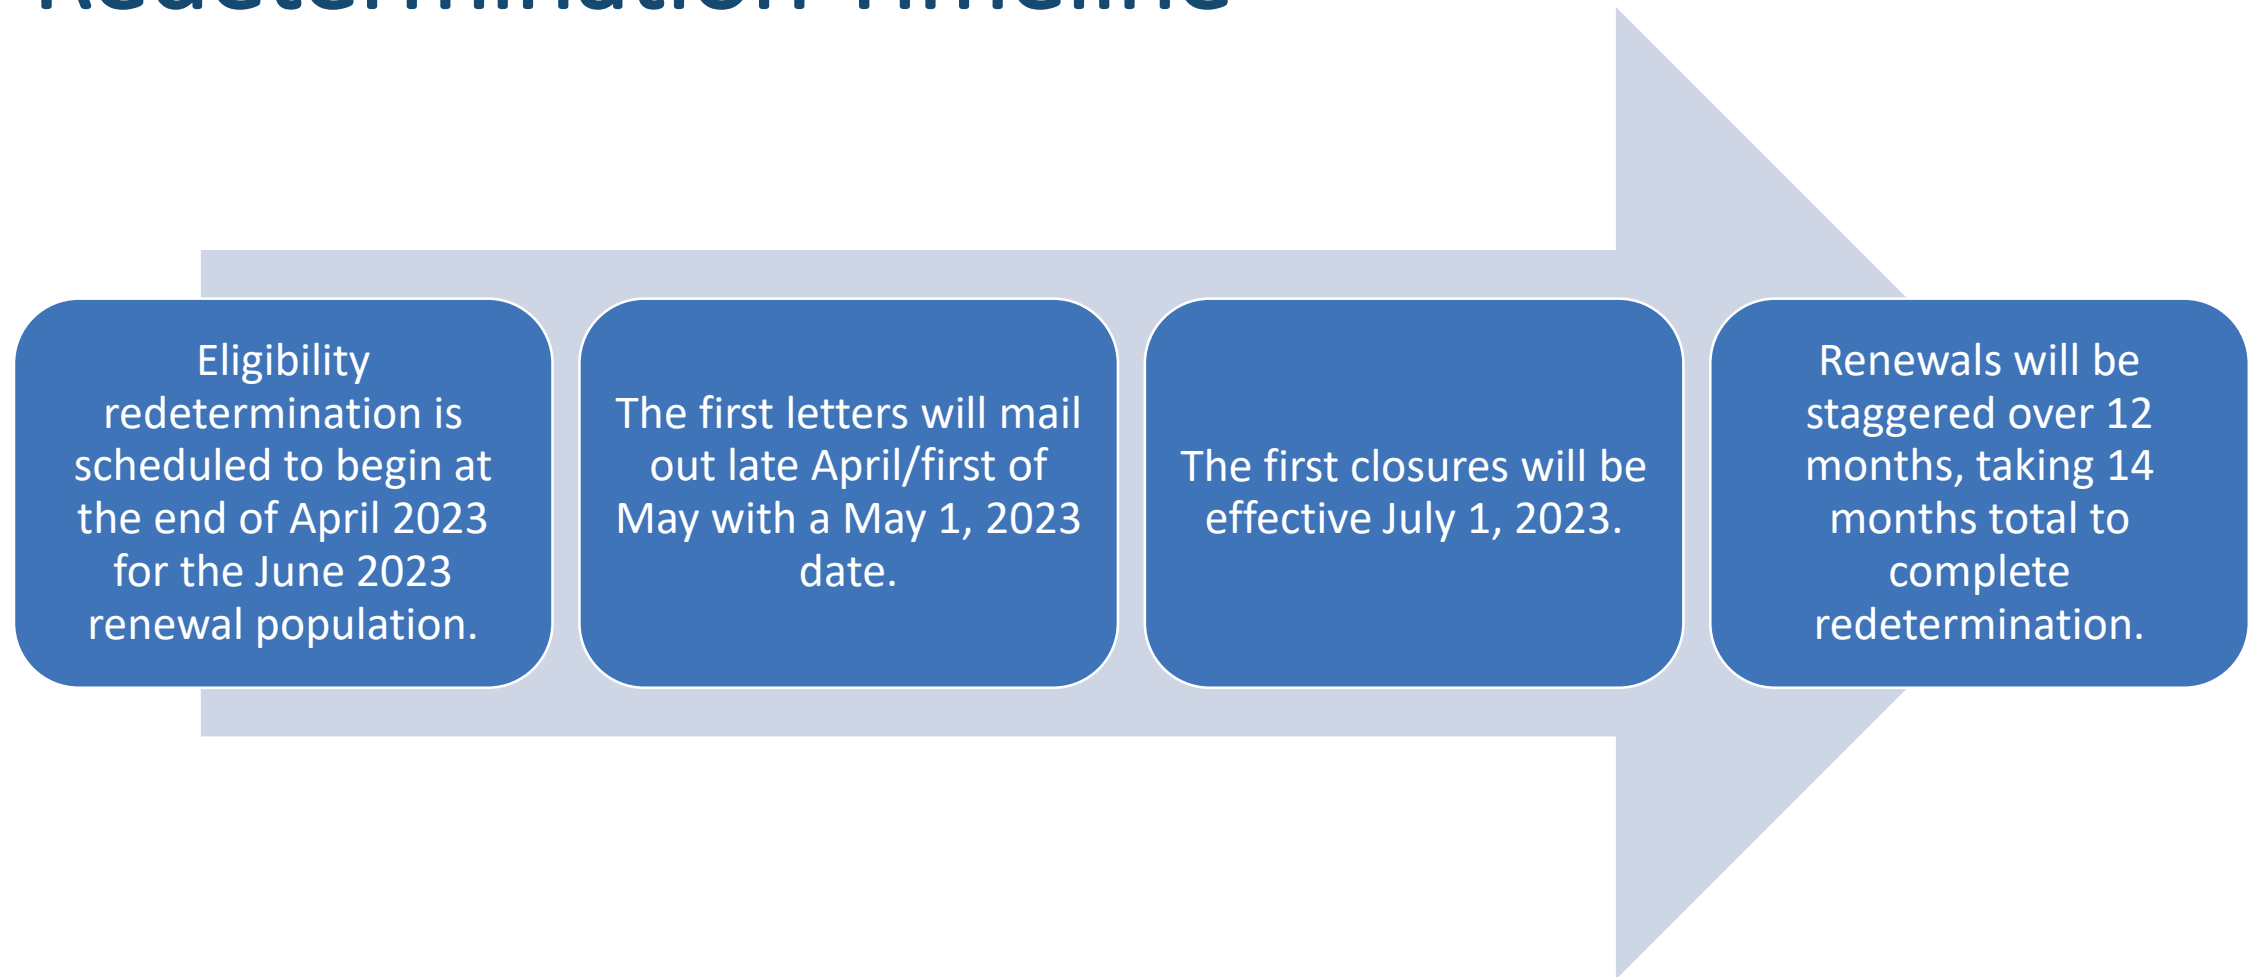 Redetermination Timeline
Eligibility
redetermination is
scheduled to begin at
the end of April 2023
for the June 2023
renewal population.
The first letters will mail
out late April/first of
May with a May 1, 2023
date.
The first closures will be
effective July 1, 2023.
Renewals will be
staggered over 12
months, taking 14
months total to
complete
redetermination.